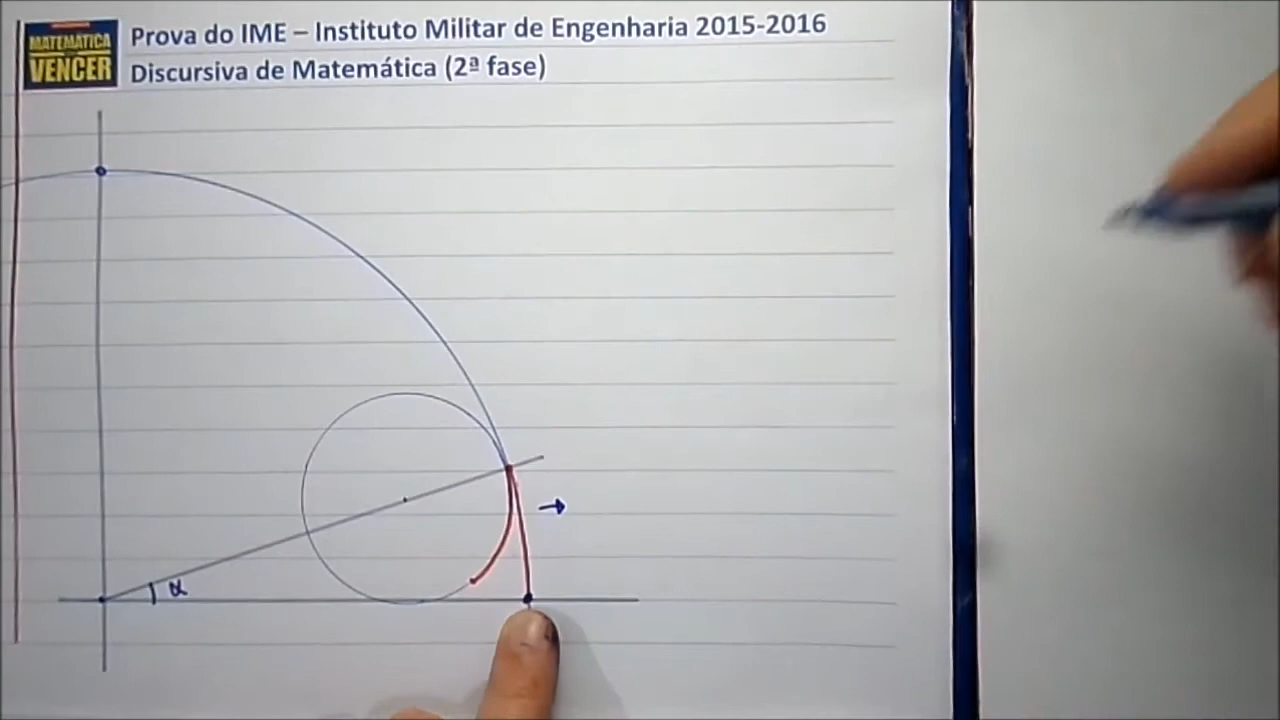 MATEMÁTICA
VENCER
Prova do IME – Instituto Militar de Engenharia 2015-2016
Discursiva de Matemática (2ª fase)
α